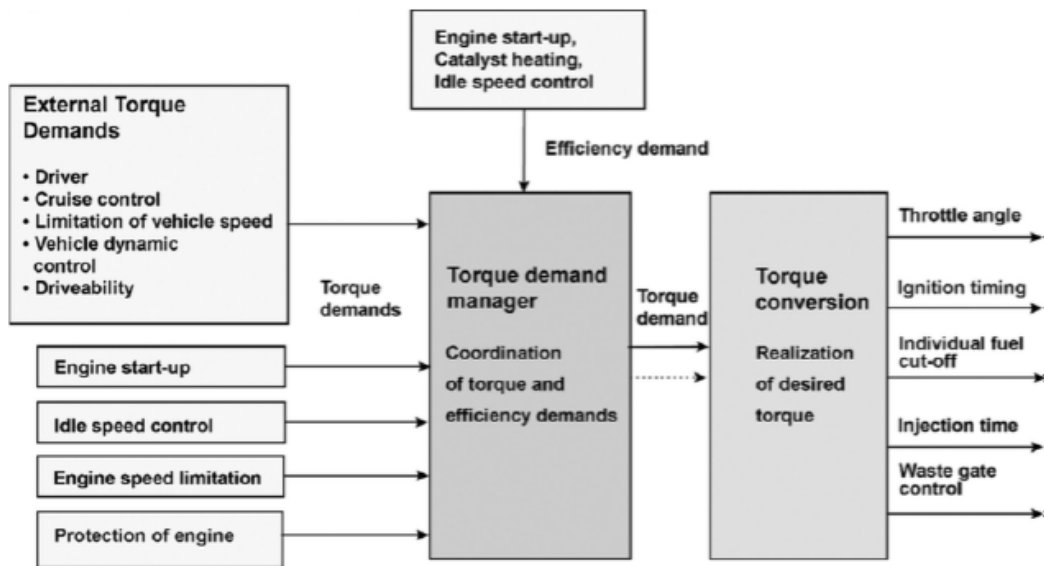 Engine start-up,
Catalyst heating,
Idle speed control
External Torque
Demands
• Driver
• Cruise control
• Limitation of vehicle speed
• Vehicle dynamic
control
• Driveability
Efficiency demand
Torque
demands
Engine start-up
Idle speed control
Engine speed limitation
Protection of engine
Torque demand
manager
Coordination
of torque and
efficiency demands
Torque
demand
Torque
conversion
Realization
of desired
torque
Throttle angle
Ignition timing
Individual fuel
cut-off
Injection time
Waste gate
control